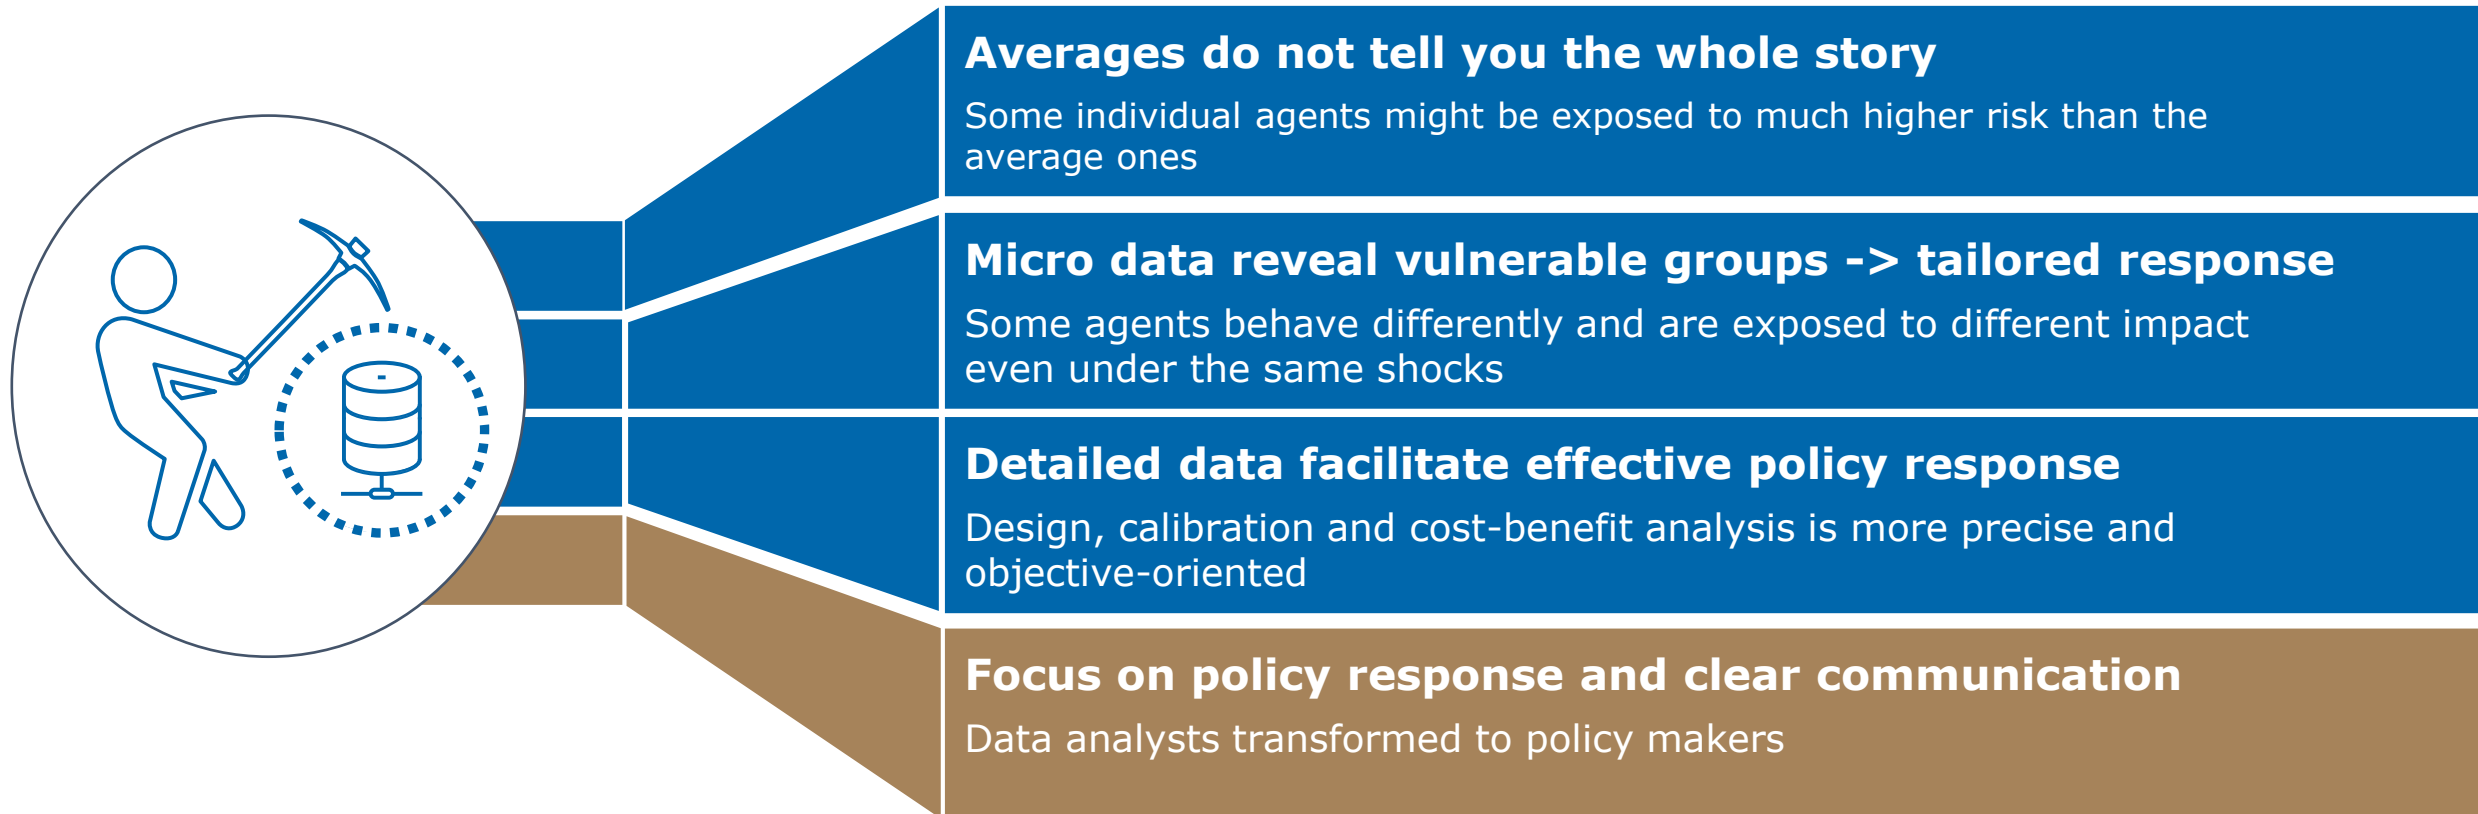 Averages do not tell you the whole story
Some individual agents might be exposed to much higher risk than the
average ones
Micro data reveal vulnerable groups -> tailored response
Some agents behave differently and are exposed to different impact
even under the same shocks
Detailed data facilitate effective policy response
Design, calibration and cost-benefit analysis is more precise and
objective-oriented
Focus on policy response and clear communication
Data analysts transformed to policy makers